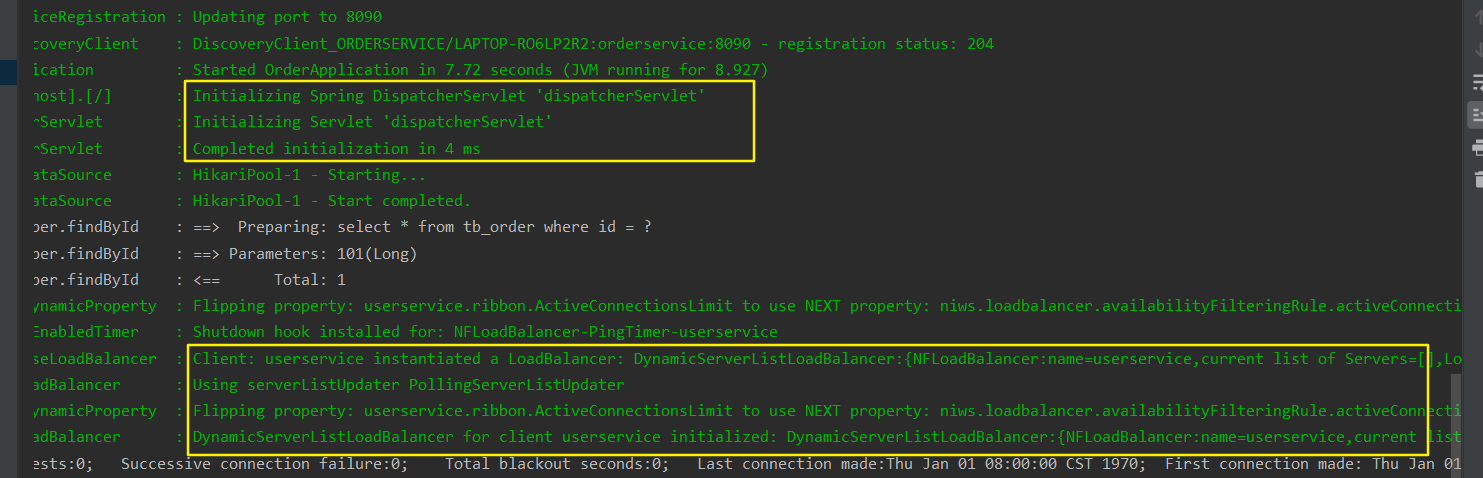 iceRegistration : Updating port to 8090
coveryClient : DiscoveryClient_ORDERSERVICE/LAPTOP-RO6LP2R2:orderservice:8090 - registration status: 204
ication : Started OrderApplication in 7.72 seconds (JVM running for 8.927)
host].[/] : Initializing Spring DispatcherServlet 'dispatcherServlet'
rServlet : Initializing Servlet 'dispatcherServlet'
rServlet : Completed initialization in 4 ms
ataSource : HikariPool-1 - Starting...
ataSource : HikariPool-1 - Start completed.
per.findById : ==>  Preparing: select * from tb_order where id = ?
per.findById : ==> Parameters: 101(Long)
per.findById : <==      Total: 1
ynamicProperty : Flipping property: userservice.ribbon.ActiveConnectionsLimit to use NEXT property: niws.loadbalancer.availabilityFilteringRule.activeConnecti
EnabledTimer : Shutdown hook installed for: NFLoadBalancer-PingTimer-userservice
seLoadBalancer : Client: userservice instantiated a LoadBalancer: DynamicServerListLoadBalancer:{NFLoadBalancer:name=userservice,current list of Servers=[],Lo
adBalancer : Using serverListUpdater PollingServerListUpdater
ynamicProperty : Flipping property: userservice.ribbon.ActiveConnectionsLimit to use NEXT property: niws.loadbalancer.availabilityFilteringRule.activeConnecti
adBalancer : DynamicServerListLoadBalancer for client userservice initialized: DynamicServerListLoadBalancer:{NFLoadBalancer:name=userservice,current list
ests:0;   Successive connection failure:0;    Total blackout seconds:0;   Last connection made:Thu Jan 01 08:00:00 CST 1970;  First connection made: Thu Jan 01